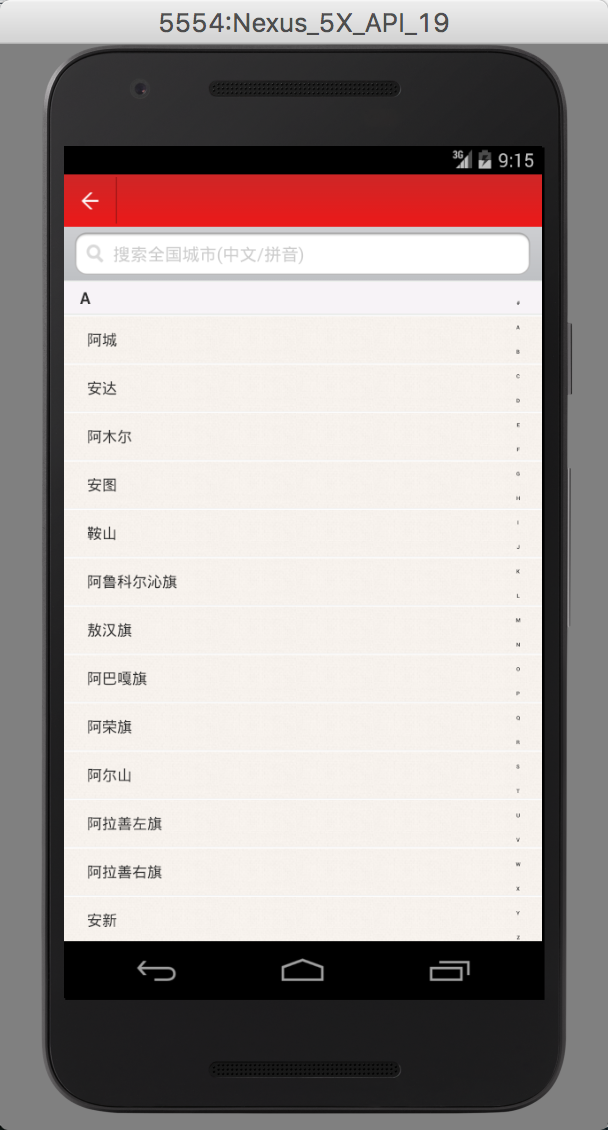 5554:Nexus_5X_API_19
3G 9:15
搜索全国城市(中文/拼音)
A
阿城
安达
阿木尔
安图
鞍山
阿鲁科尔沁旗
敖汉旗
阿巴嘎旗
阿荣旗
阿尔山
阿拉善左旗
阿拉善右旗
安新
#
A
B
C
D
E
F
G
H
I
J
K
L
M
N
O
P
Q
R
S
T
U
V
W
X
Y
Z